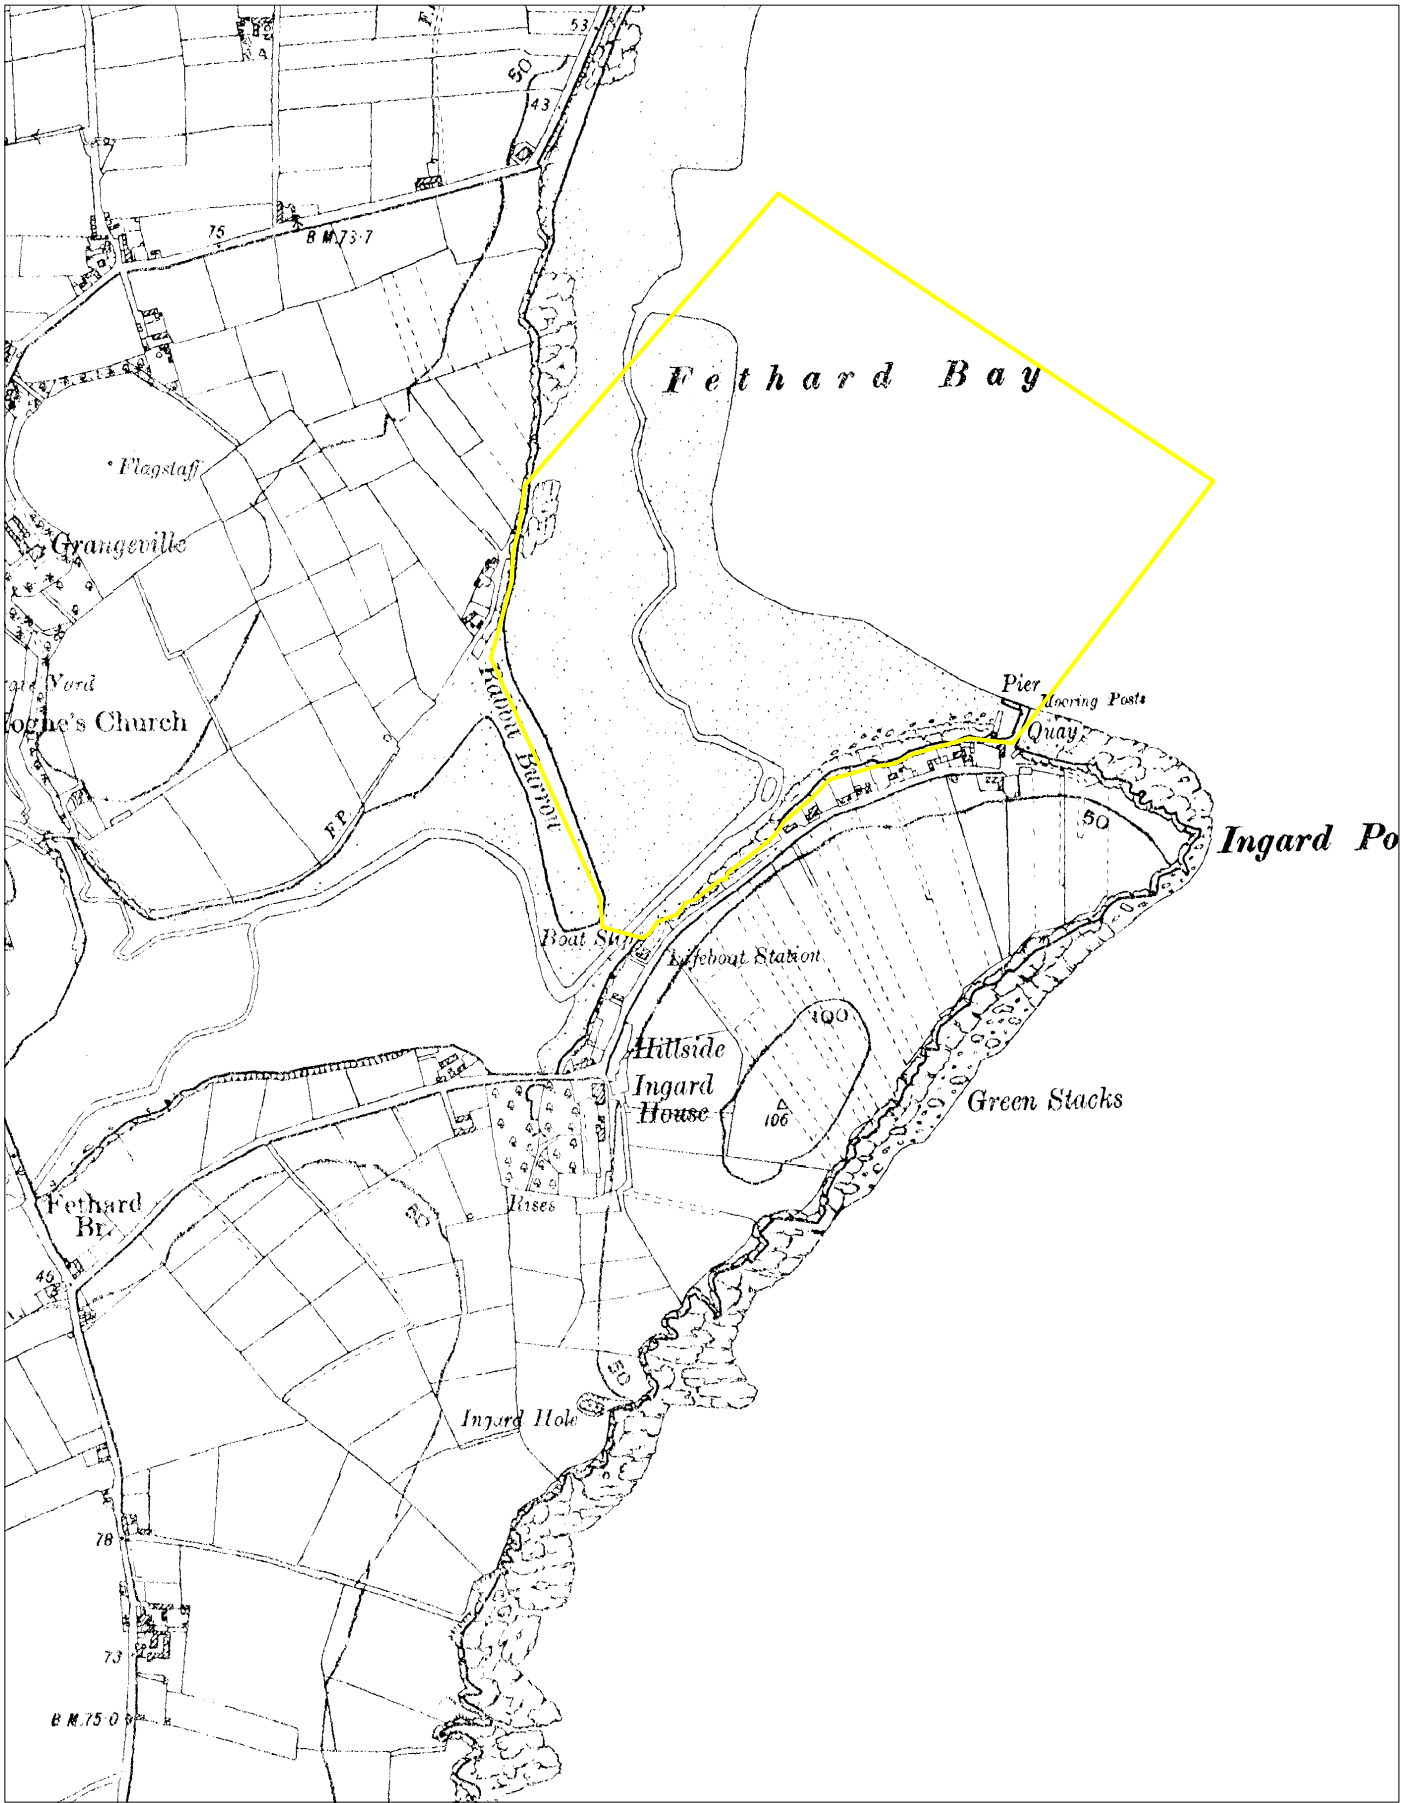 53
A
50
43
75
B M.73·7
Fethard Bay
Flagstaff
Grangeville
Yard
ogne's Church
Pier
Mooring Posts
Quay
Rabbit Burrow
F.P.
50
Ingard Po
Boat Slip
Lifeboat Station
100
Hillside
Ingard
House
106
Green Stacks
Fethard
Br.
Rises
50
46
50
Ingard Hole
78
73
B M.75·0